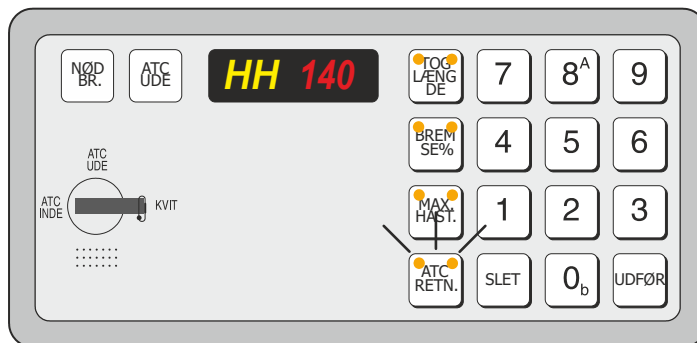 NØD
BR.
ATC
UDE
HH 140
TOG
LÆNG
DE
7
8A
9
BREM
SE%
4
5
6
ATC
UDE
ATC
INDE
KVIT
MAX.
HAST.
1
2
3
ATC
RETN.
SLET
0b
UDFØR